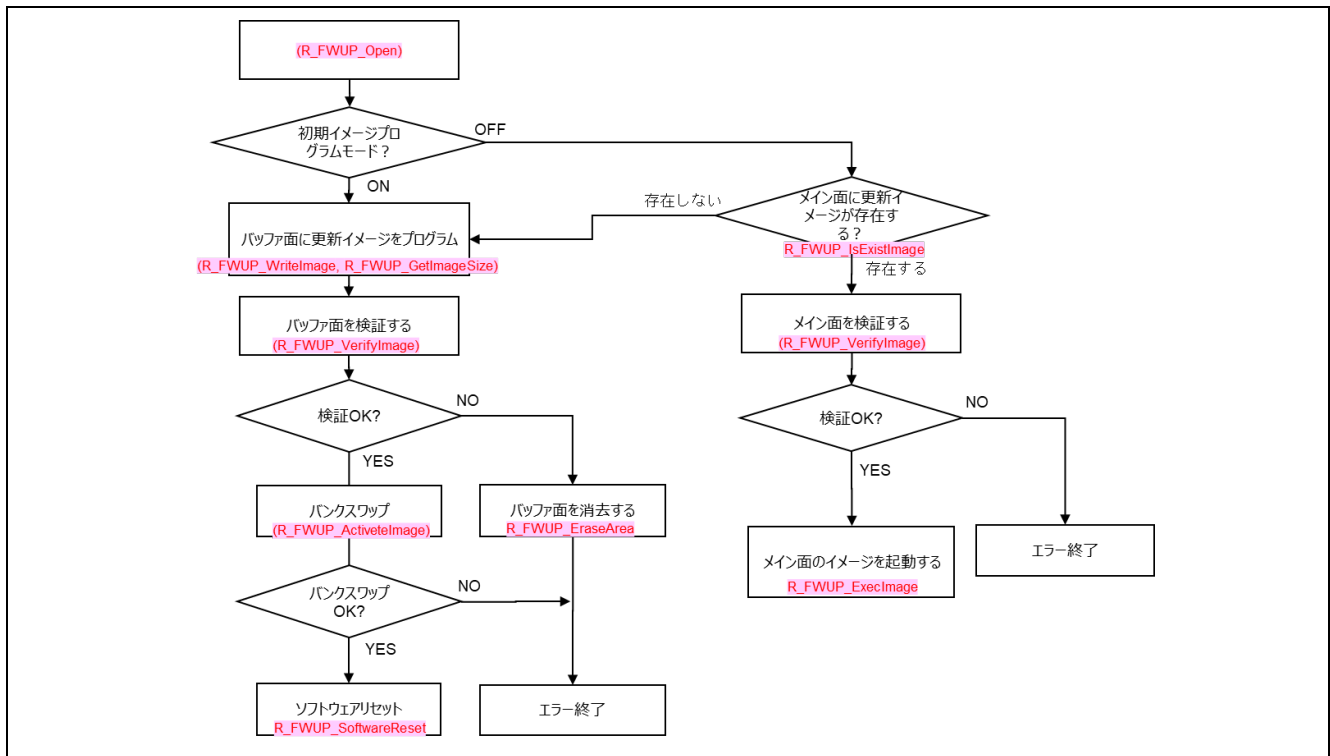 (R_FWUP_Open)
初期イメージプロ
グラムモード？
OFF
ON
メイン面に更新イ
メージが存在す
る？
R_FWUP_IsExistImage
存在しない
存在する
バッファ面に更新イメージをプログラム
(R_FWUP_WriteImage, R_FWUP_GetImageSize)
バッファ面を検証する
(R_FWUP_VerifyImage)
メイン面を検証する
(R_FWUP_VerifyImage)
検証OK?
NO
YES
検証OK?
NO
YES
バンクスワップ
(R_FWUP_ActiveteImage)
バッファ面を消去する
R_FWUP_EraseArea
メイン面のイメージを起動する
R_FWUP_ExecImage
エラー終了
バンクスワップ
OK?
NO
YES
ソフトウェアリセット
R_FWUP_SoftwareReset
エラー終了